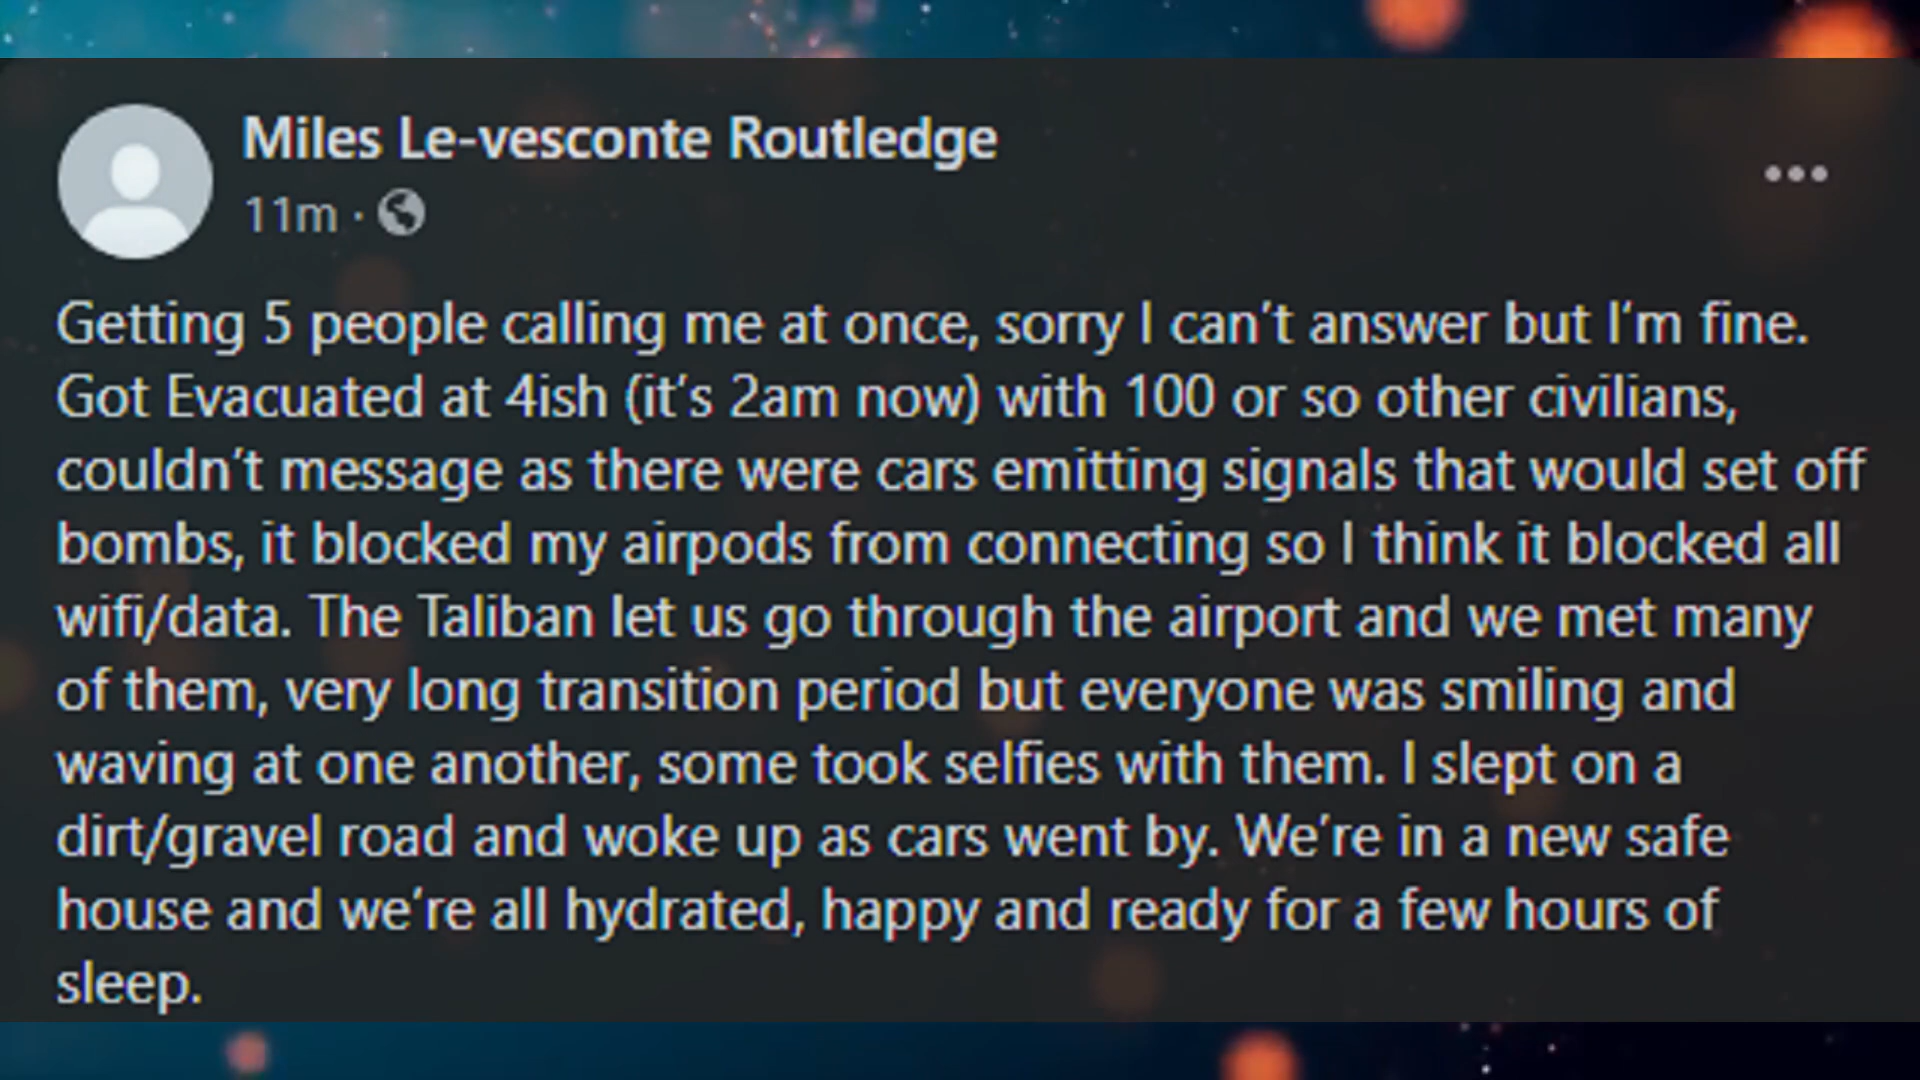 Miles Le-vesconte Routledge
11m ·
Getting 5 people calling me at once, sorry I can't answer but I'm fine.
Got Evacuated at 4ish (it's 2am now) with 100 or so other civilians,
couldn't message as there were cars emitting signals that would set off
bombs, it blocked my airpods from connecting so I think it blocked all
wifi/data. The Taliban let us go through the airport and we met many
of them, very long transition period but everyone was smiling and
waving at one another, some took selfies with them. I slept on a
dirt/gravel road and woke up as cars went by. We're in a new safe
house and we're all hydrated, happy and ready for a few hours of
sleep.